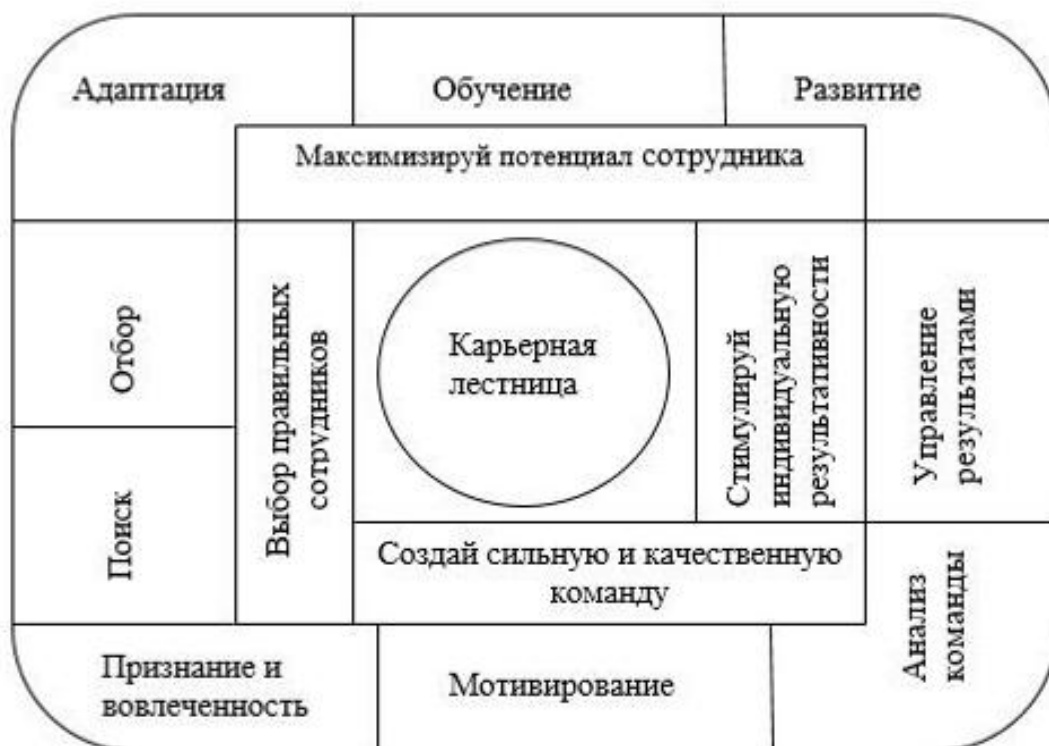 Адаптация
Обучение
Развитие
Максимизируй потенциал сотрудника
Отбор
Поиск
Выбор правильных
сотрудников
Карьерная
лестница
Стимулируй
индивидуальную
результативности
Управление
результатами
Создай сильную и качественную
команду
Анализ
команды
Признание и
вовлеченность
Мотивирование